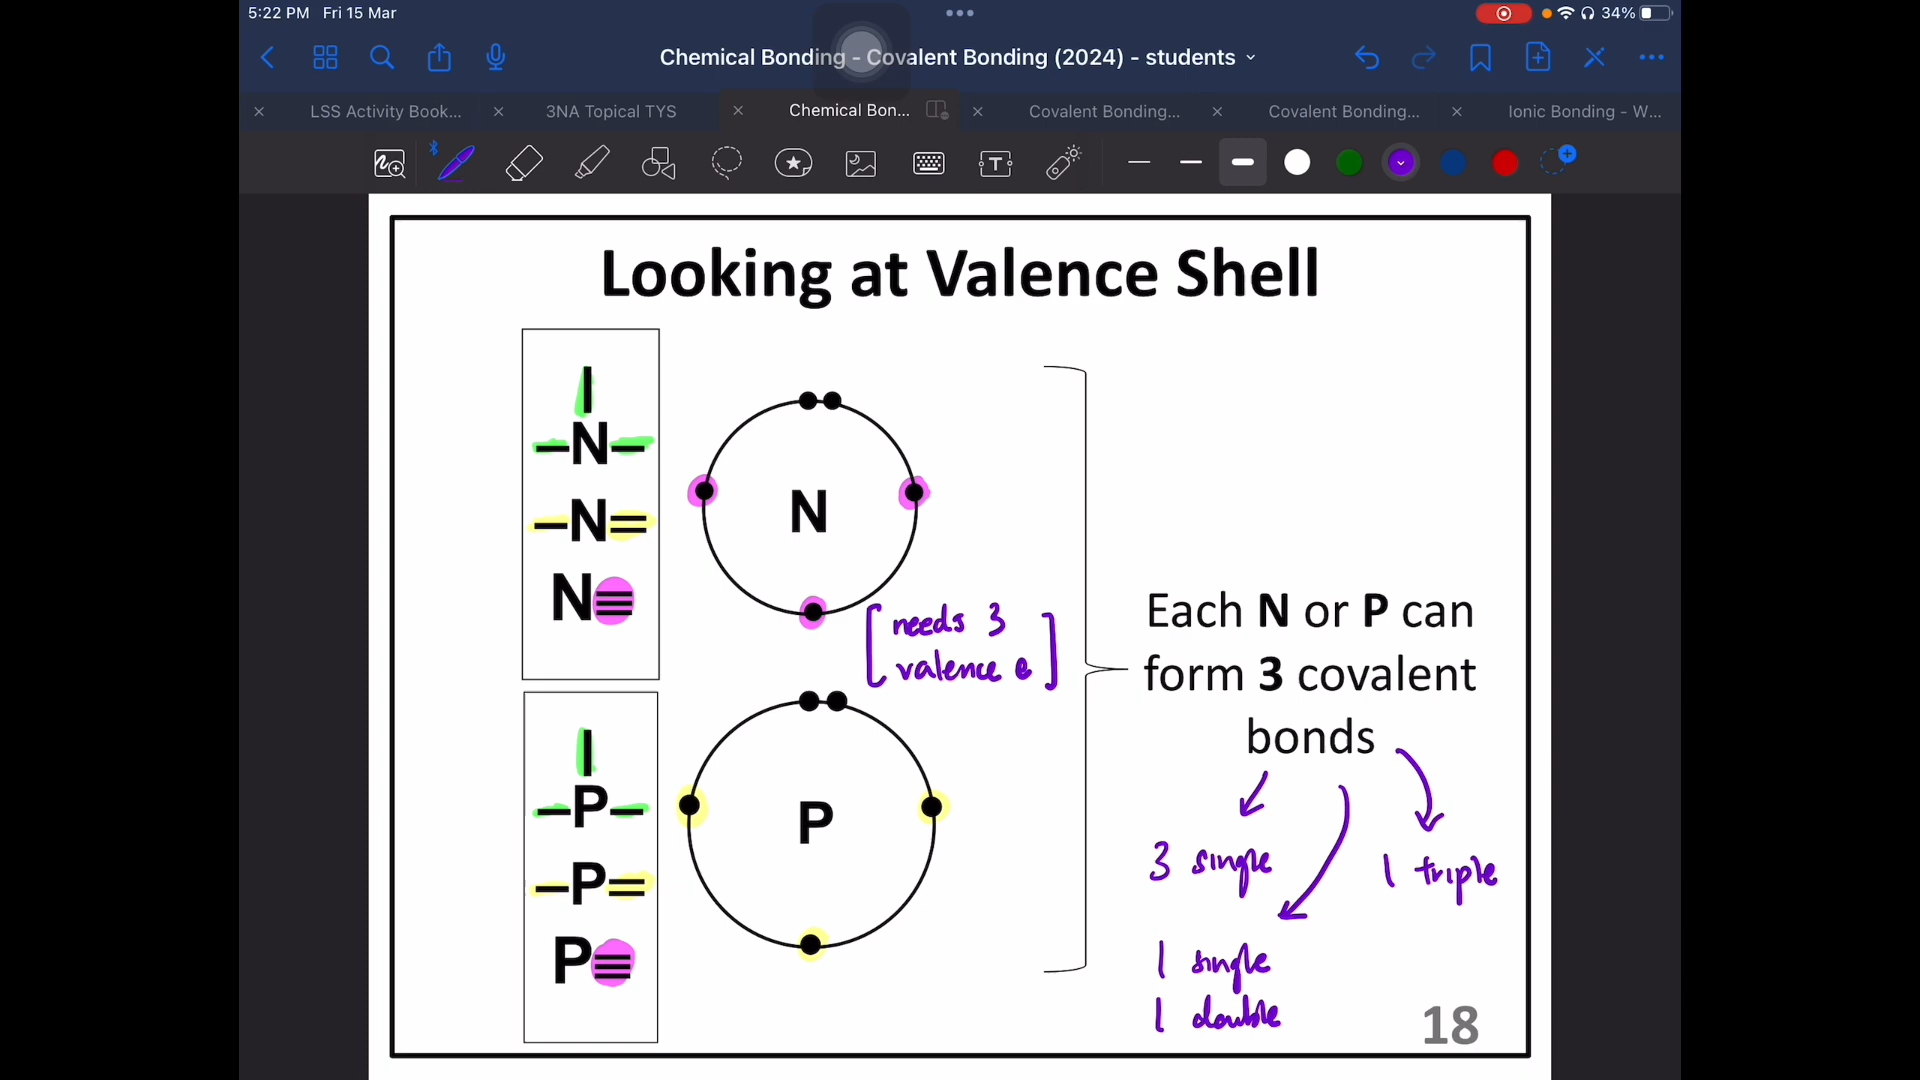 5:22 PM Fri 15 Mar
34%
Chemical Bonding - Covalent Bonding (2024) - students
LSS Activity Book...
3NA Topical TYS
Chemical Bon...
Covalent Bonding...
Covalent Bonding...
Ionic Bonding - W...
T
Looking at Valence Shell
–N–
–N=
N≡
N
needs 3
valence e
–P–
–P=
P≡
P
Each N or P can
form 3 covalent
bonds
3 single
1 triple
1 single
1 double
18